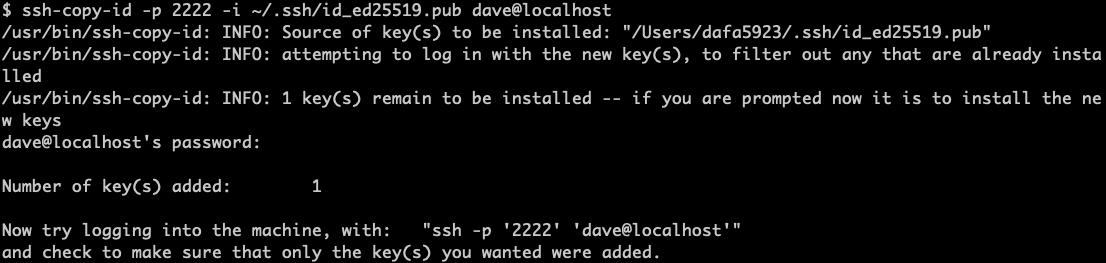 $ ssh-copy-id -p 2222 -i ~/.ssh/id_ed25519.pub dave@localhost
/usr/bin/ssh-copy-id: INFO: Source of key(s) to be installed: "/Users/dafa5923/.ssh/id_ed25519.pub"
/usr/bin/ssh-copy-id: INFO: attempting to log in with the new key(s), to filter out any that are already insta
lled
/usr/bin/ssh-copy-id: INFO: 1 key(s) remain to be installed -- if you are prompted now it is to install the ne
w keys
dave@localhost's password:
Number of key(s) added:        1
Now try logging into the machine, with:   "ssh -p '2222' 'dave@localhost'"
and check to make sure that only the key(s) you wanted were added.